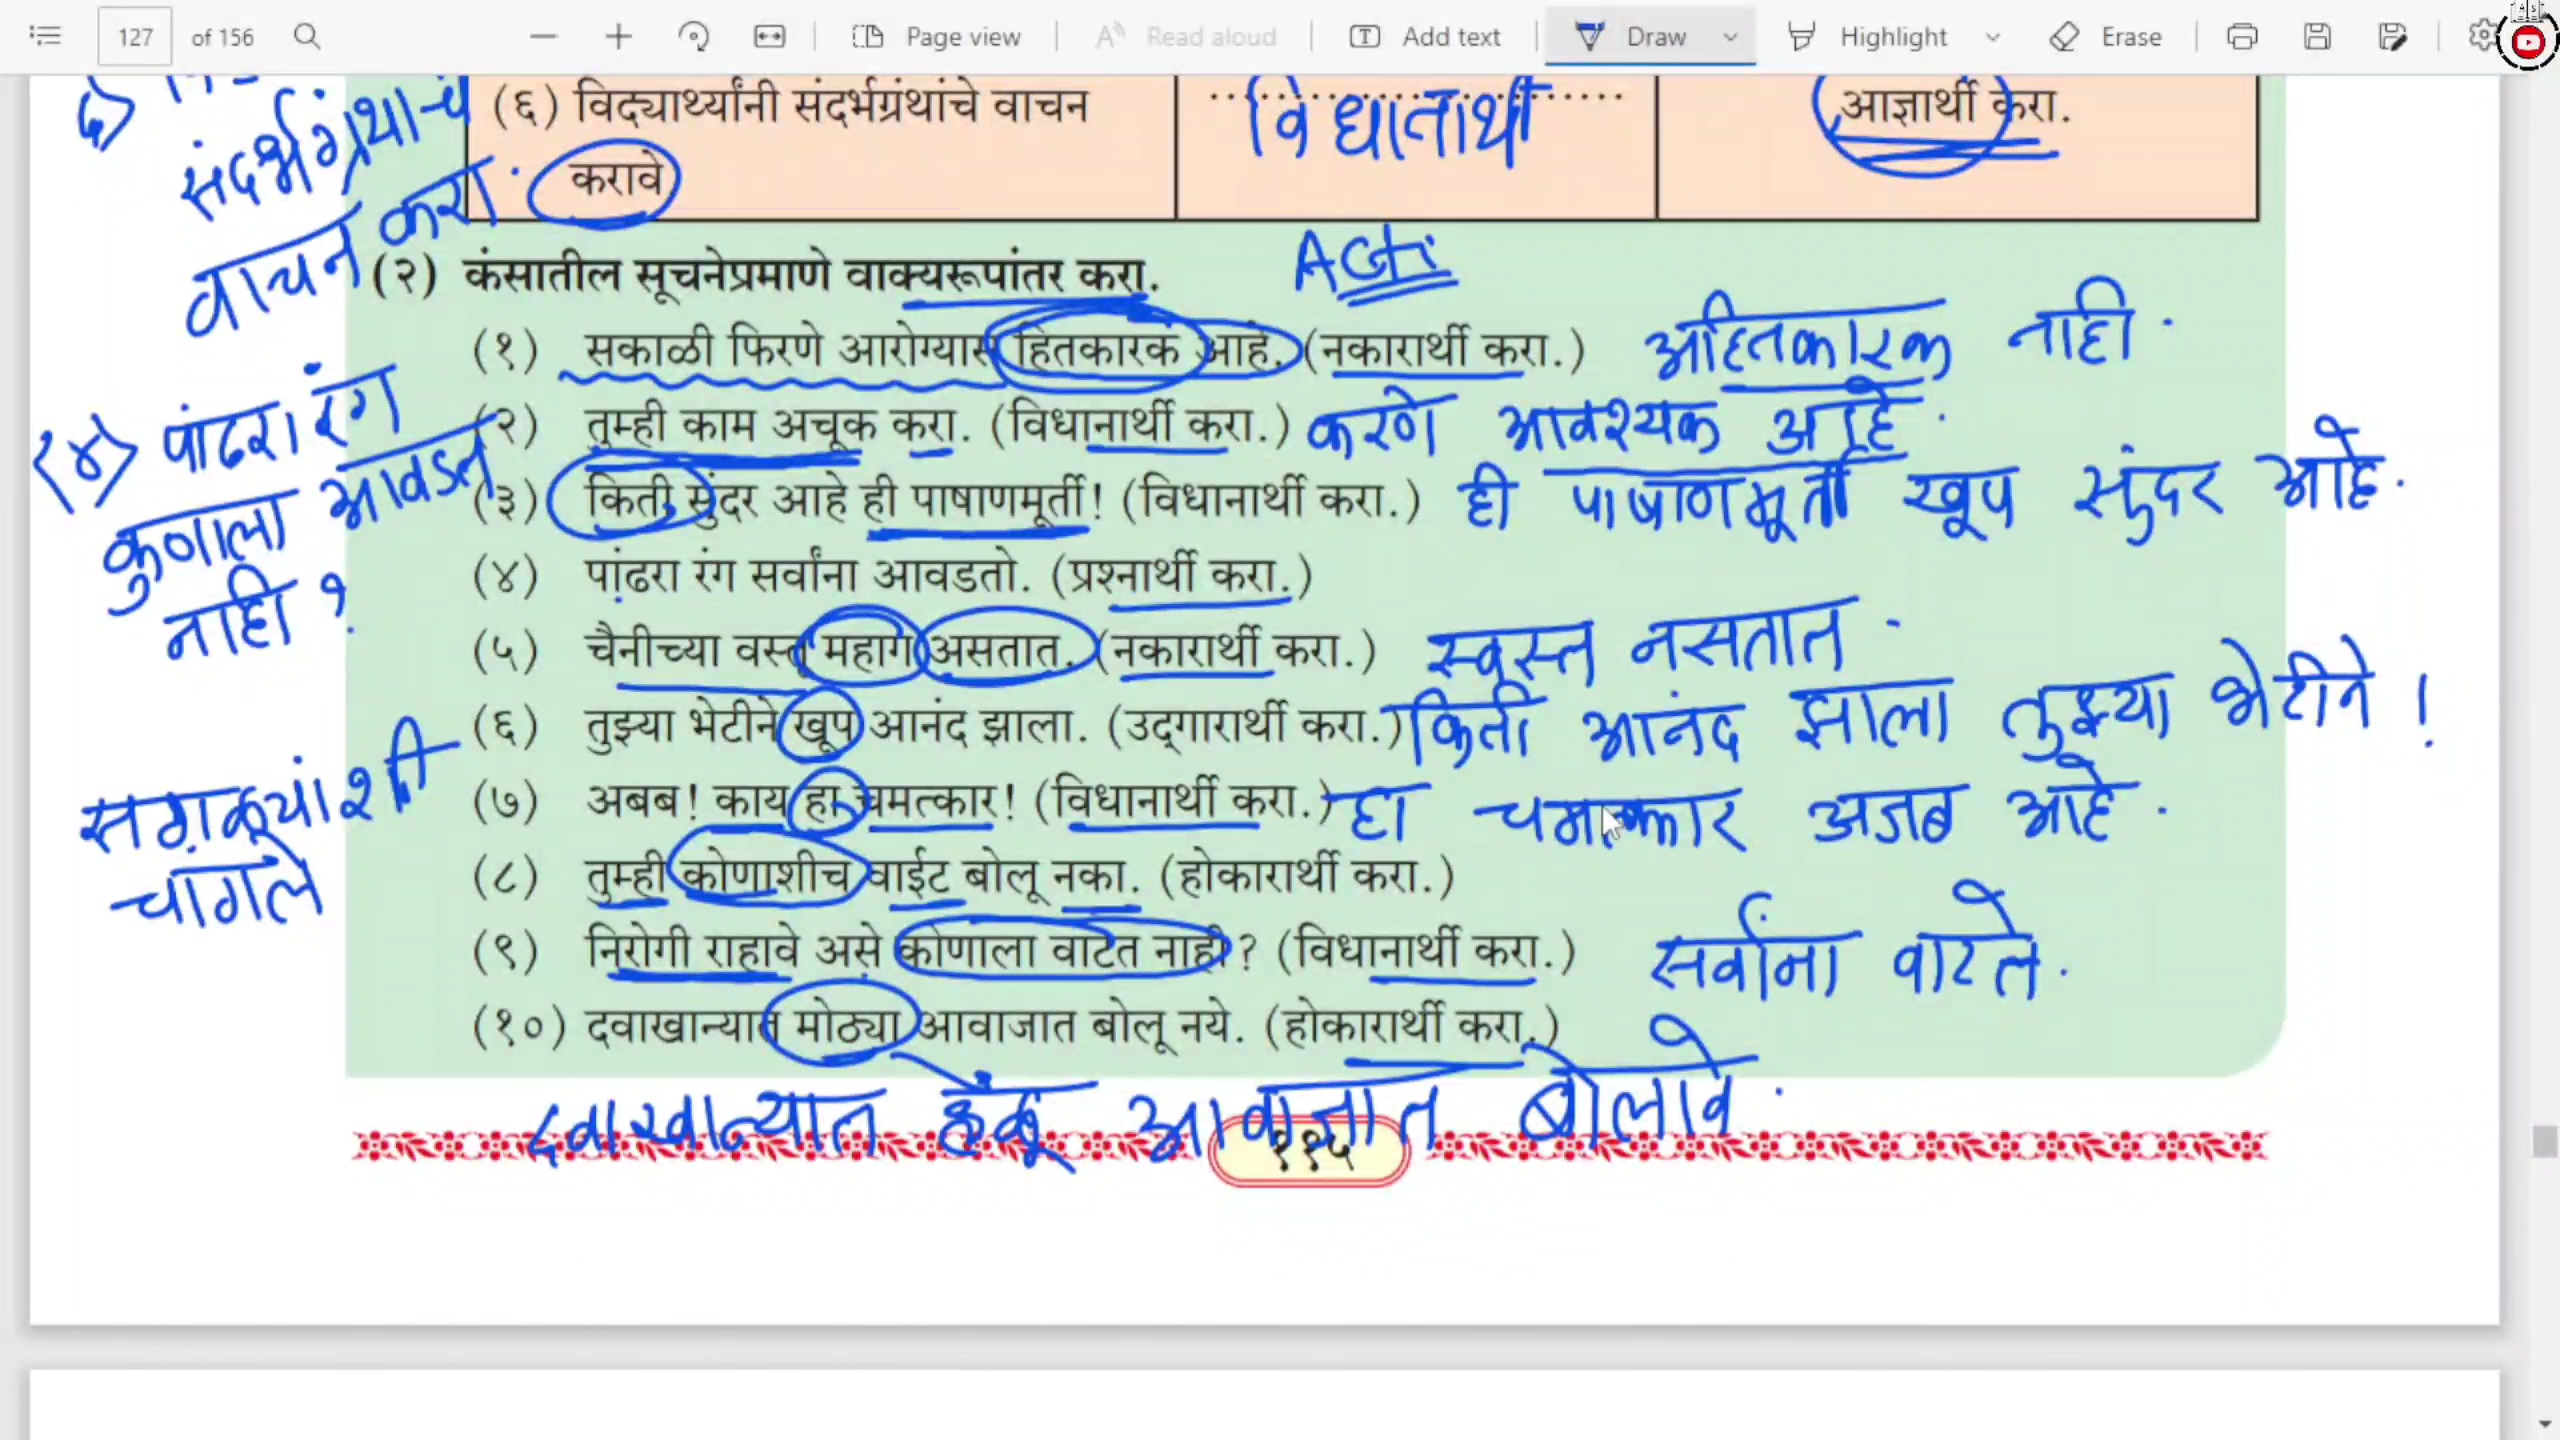 127 of 156 Page view Read aloud Add text Draw Highlight Erase
६)
संदर्भग्रंथाचे
वाचन करा.
(६) विद्यार्थ्यांनी संदर्भग्रंथांचे वाचन
करावे
विधानार्थी
आज्ञार्थी करा.
(२) कंसातील सूचनेप्रमाणे वाक्यरूपांतर करा.
(१) सकाळी फिरणे आरोग्यास हितकारक आहे. (नकारार्थी करा.) अहितकारक नाही.
(२) तुम्ही काम अचूक करा. (विधानार्थी करा.) करणे आवश्यक आहे.
(३) किती सुंदर आहे ही पाषाणमूर्ती! (विधानार्थी करा.) ही पाषाणमूर्ती खूप सुंदर आहे.
(४) पांढरा रंग सर्वांना आवडतो. (प्रश्नार्थी करा.)
(४) पांढरा रंग
कुणाला आवडत
नाही?
(५) चैनीच्या वस्तू महाग असतात. (नकारार्थी करा.) स्वस्त नसतात.
(६) तुझ्या भेटीने खूप आनंद झाला. (उद्‌गारार्थी करा.) किती आनंद झाला तुझ्या भेटीने !
(७) अबब! काय हा चमत्कार! (विधानार्थी करा.) हा चमत्कार अजब आहे.
(८) तुम्ही कोणाशीच वाईट बोलू नका. (होकारार्थी करा.)
सगळ्यांशी
चांगले
(९) निरोगी राहावे असे कोणाला वाटत नाही? (विधानार्थी करा.) सर्वांना वाटते.
(१०) दवाखान्यात मोठ्या आवाजात बोलू नये. (होकारार्थी करा.)
दवाखान्यात हळू आवाजात बोलावे.
११५